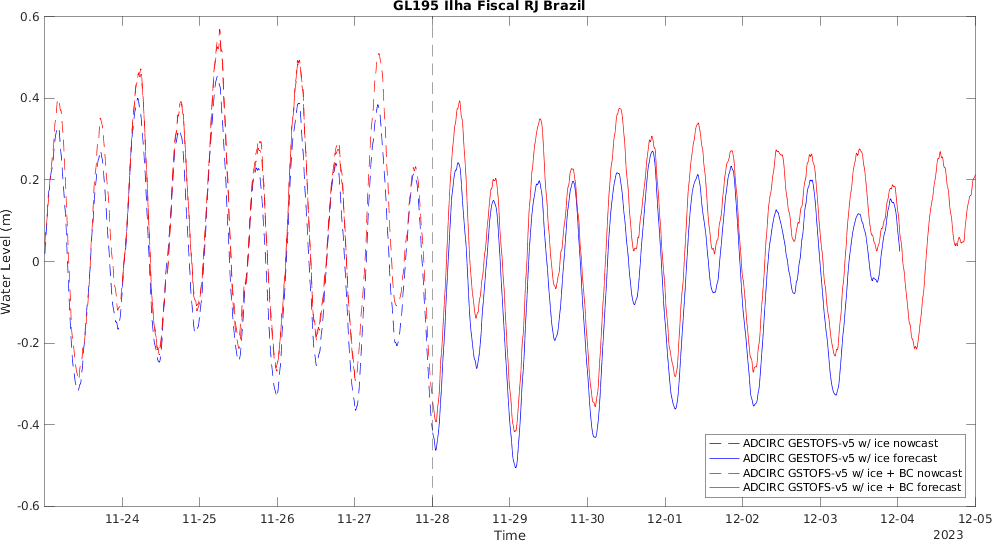 GL195 Ilha Fiscal RJ Brazil
0.6
0.4
0.2
0
-0.2
-0.4
-0.6
Water Level (m)
ADCIRC GESTOFS-v5 w/ ice nowcast
ADCIRC GESTOFS-v5 w/ ice forecast
ADCIRC GSTOFS-v5 w/ ice + BC nowcast
ADCIRC GSTOFS-v5 w/ ice + BC forecast
11-24 11-25 11-26 11-27 11-28 11-29 11-30 12-01 12-02 12-03 12-04 12-05
Time
2023